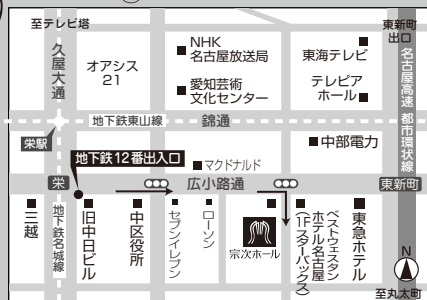 至テレビ塔
東新町
出口
久屋大通
オアシス
21
NHK
名古屋放送局
愛知芸術
文化センター
東海テレビ
テレピア
ホール
名古屋高速 都市環状線
地下鉄東山線
錦通
栄駅
中部電力
地下鉄12番出入口
マクドナルド
栄
広小路通
東新町
三越
地下鉄名城線
旧中日ビル
中区役所
セブンイレブン
ローソン
宗次ホール
ベストウェスタン
ホテル名古屋
(1Fスターバックス)
東急ホテル
N
至丸太町